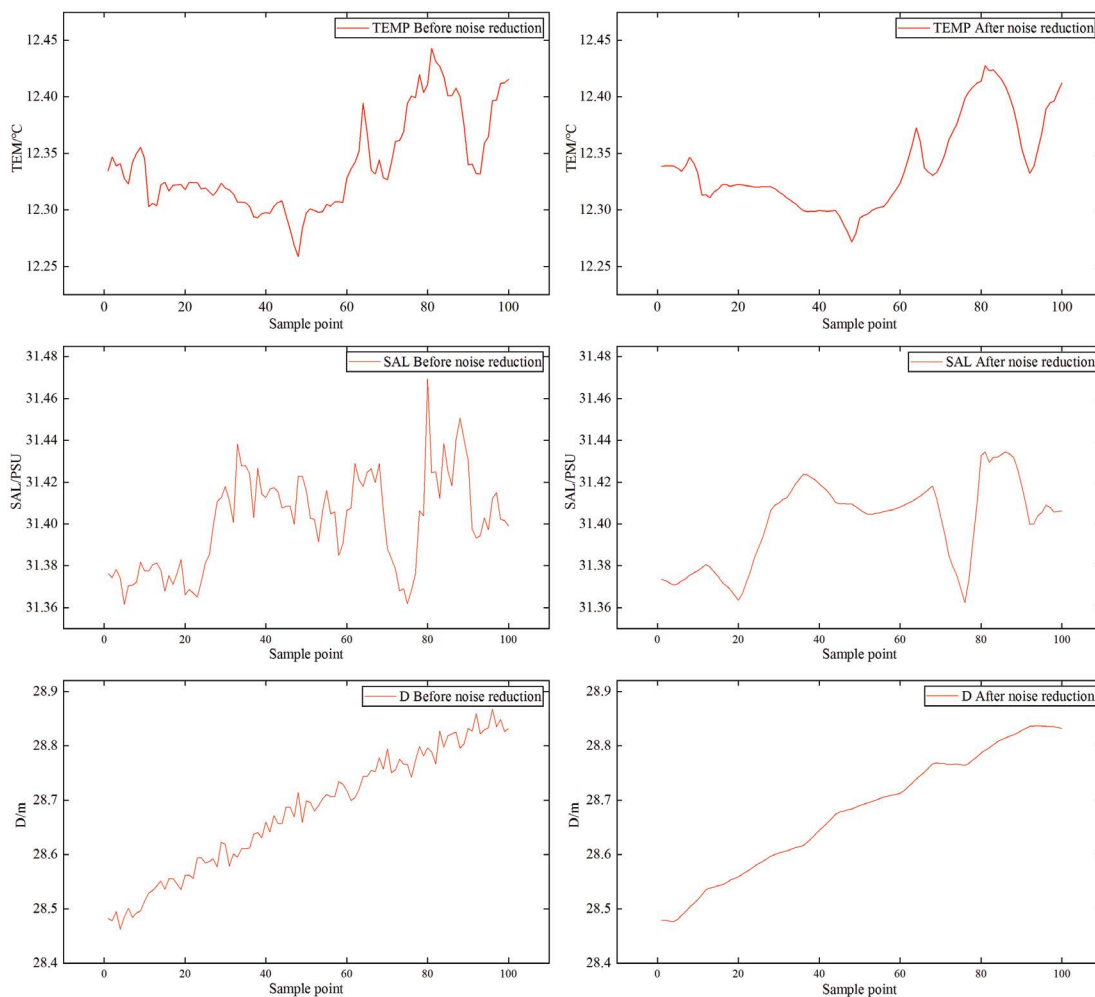 TEMP Before noise reduction
12.45
12.40
12.35
12.30
12.25
TEM/°C
0 20 40 60 80 100
Sample point
TEMP After noise reduction
12.45
12.40
12.35
12.30
12.25
TEM/°C
0 20 40 60 80 100
Sample point
SAL Before noise reduction
31.48
31.46
31.44
31.42
31.40
31.38
31.36
SAL/PSU
0 20 40 60 80 100
Sample point
SAL After noise reduction
31.48
31.46
31.44
31.42
31.40
31.38
31.36
SAL/PSU
0 20 40 60 80 100
Sample point
D Before noise reduction
28.9
28.8
28.7
28.6
28.5
28.4
D/m
0 20 40 60 80 100
Sample point
D After noise reduction
28.9
28.8
28.7
28.6
28.5
28.4
D/m
0 20 40 60 80 100
Sample point